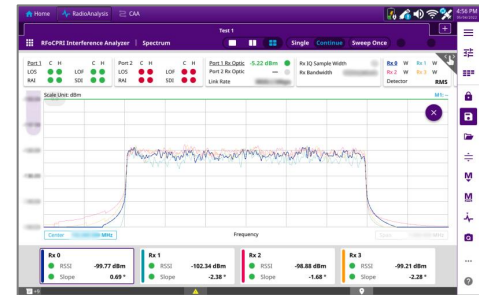 Home RadioAnalysis CAA 4:56 PM
Test 1
RFoCPRI Interference Analyzer | Spectrum Single Continue Sweep Once
Port 1 C H C H Port 2 C H C H Port 1 Rx Optic -5.22 dBm Rx IQ Sample Width Rx 0 W Rx 1 W
LOS LOF LOS LOF Port 2 Rx Optic -- Rx Bandwidth Rx 2 W Rx 3 W
RAI SDI RAI SDI Link Rate Detector RMS
Scale Unit: dBm M1: --
Center MHz Frequency
Rx 0 Rx 1 Rx 2 Rx 3
RSSI -99.77 dBm RSSI -102.34 dBm RSSI -98.88 dBm RSSI -99.21 dBm
Slope 0.69 ° Slope -2.38 ° Slope -1.68 ° Slope -2.28 °